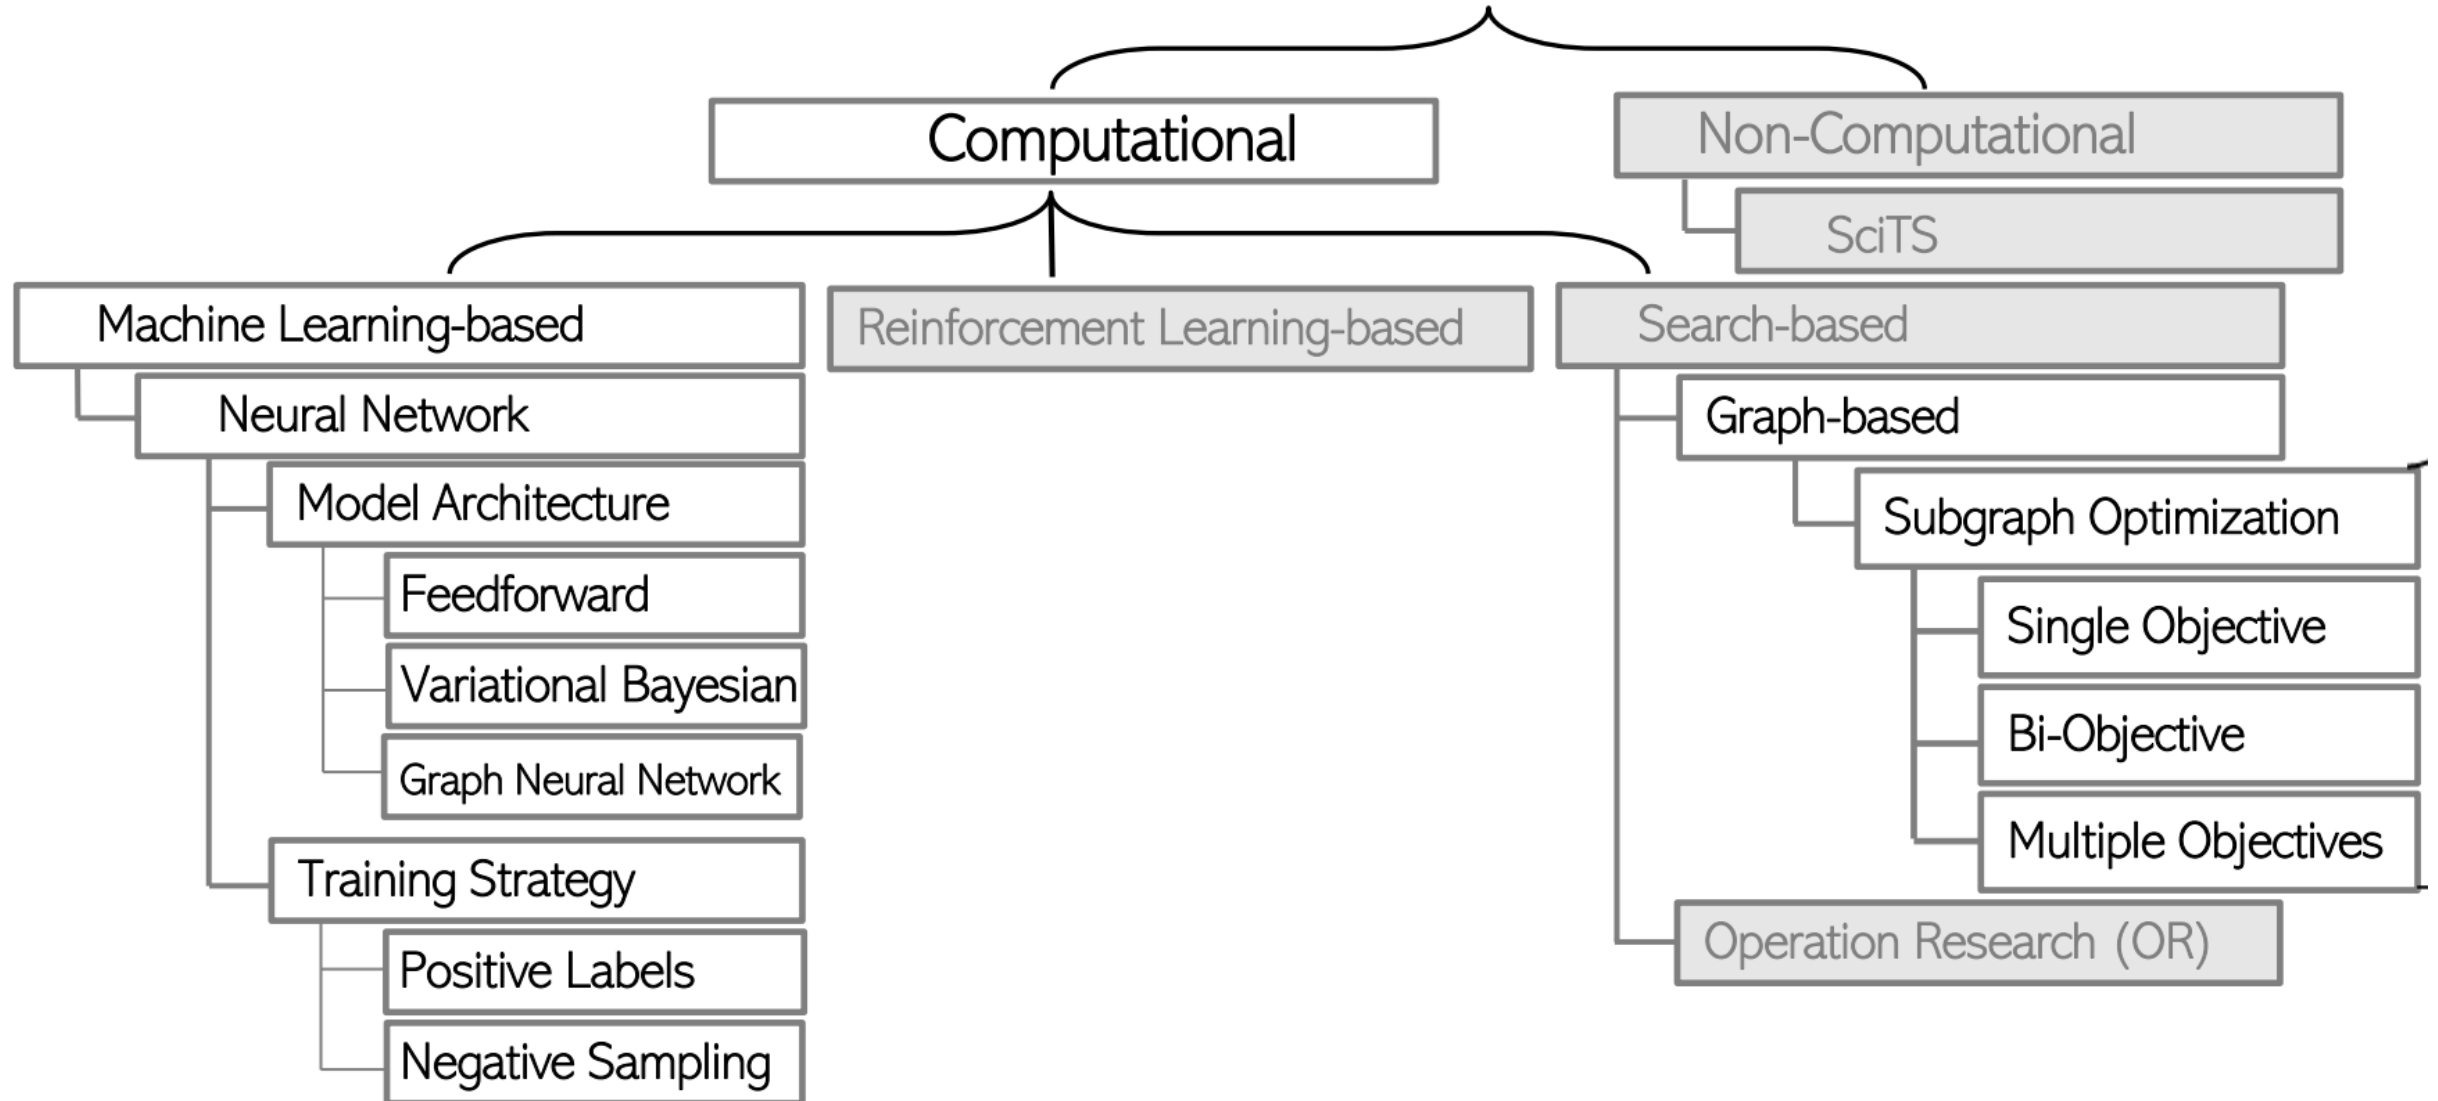 Computational
Non-Computational
SciTS
Machine Learning-based
Reinforcement Learning-based
Search-based
Neural Network
Graph-based
Model Architecture
Subgraph Optimization
Feedforward
Single Objective
Variational Bayesian
Bi-Objective
Graph Neural Network
Multiple Objectives
Training Strategy
Operation Research (OR)
Positive Labels
Negative Sampling